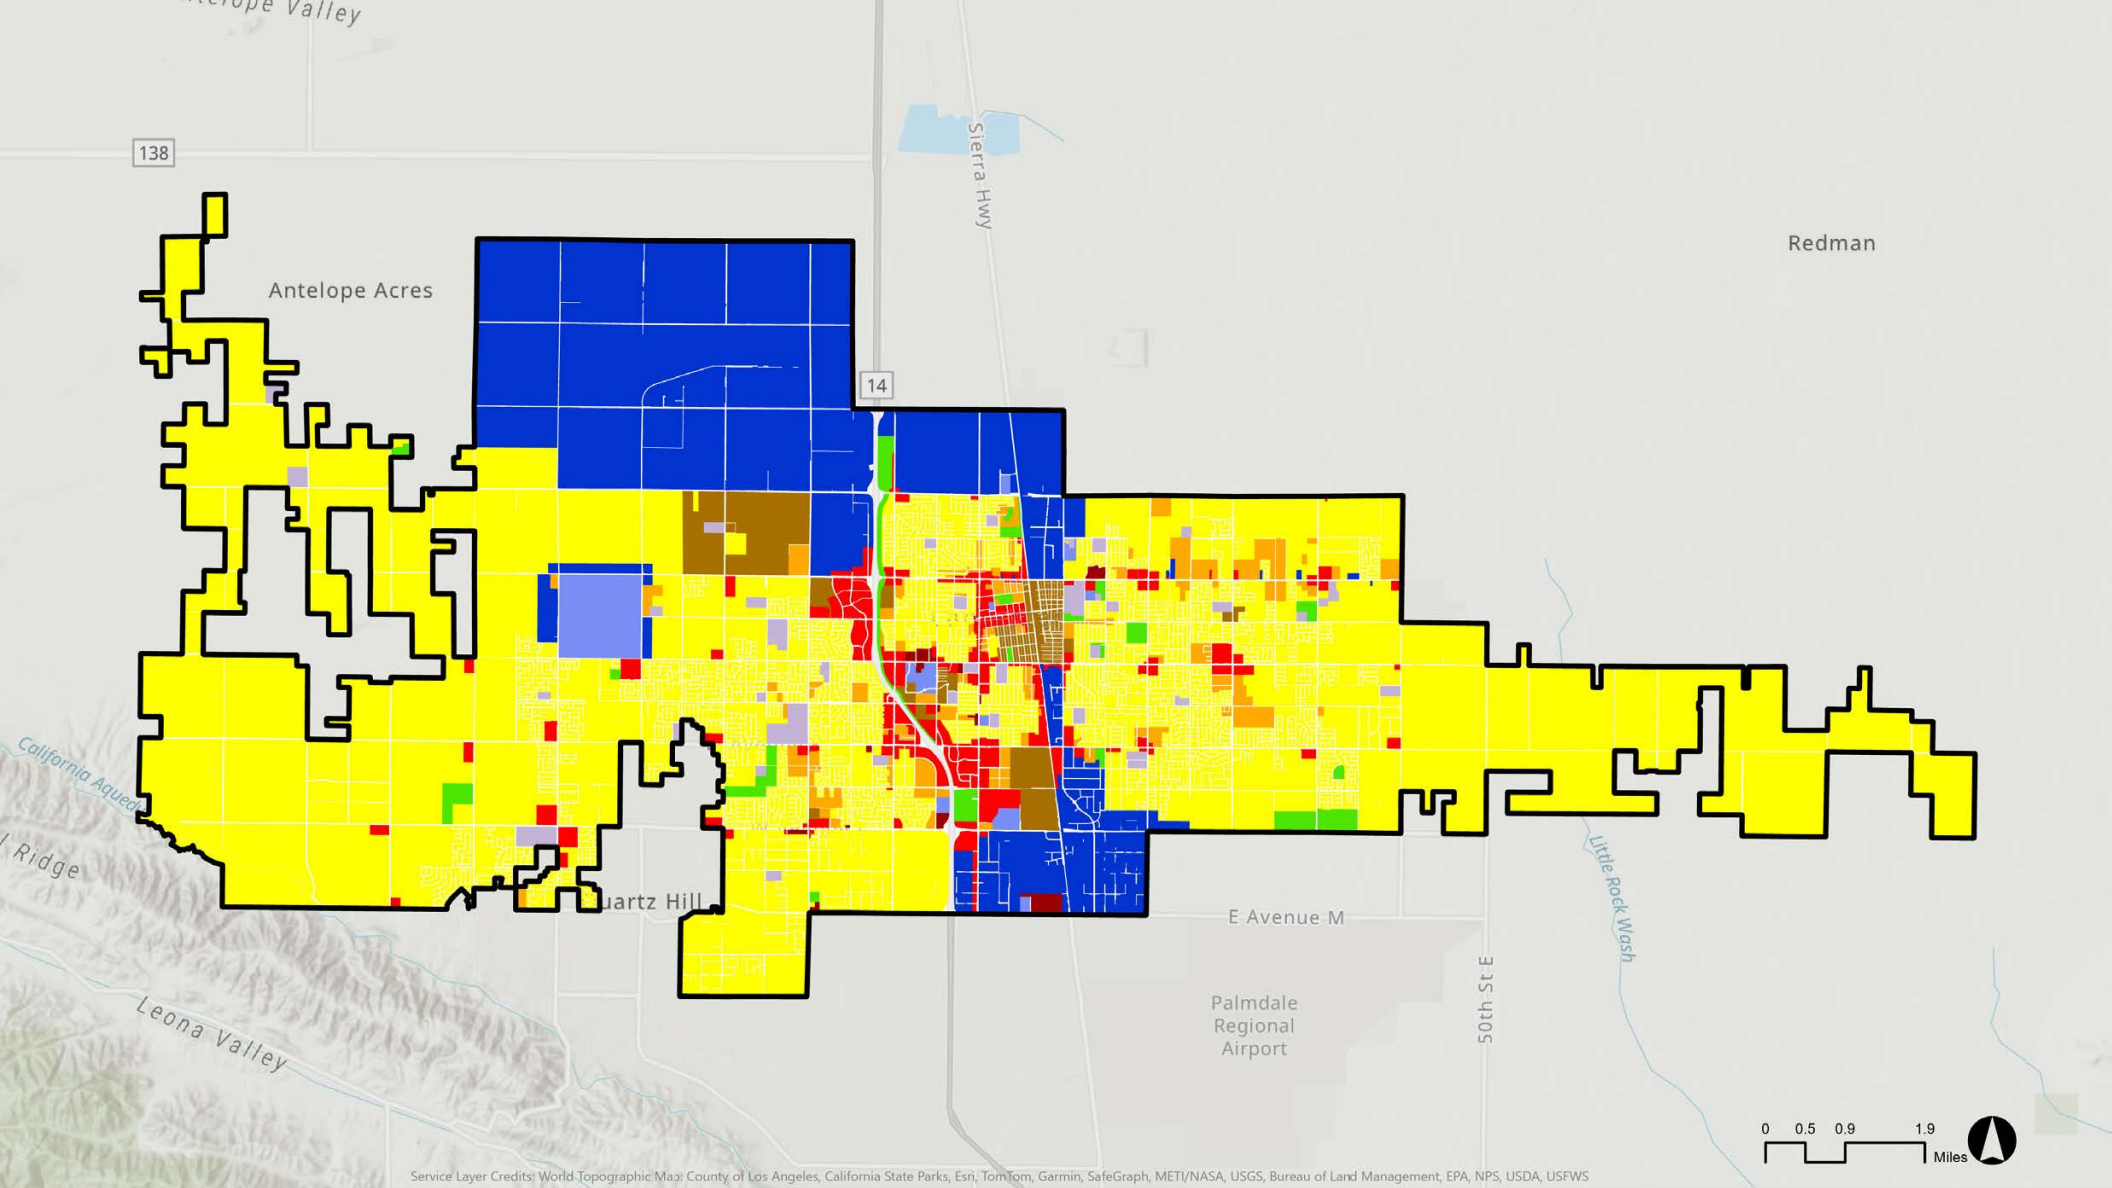 Valley
138
Sierra Hwy
Redman
Antelope Acres
14
California
Ridge
uartz Hill
E Avenue M
Little Rock Wash
50th St E
Leona Valley
Palmdale
Regional
Airport
0 0.5 0.9 1.9
Miles
Service Layer Credits: World Topographic Map: County of Los Angeles, California State Parks, Esri, TomTom, Garmin, SafeGraph, METI/NASA, USGS, Bureau of Land Management, EPA, NPS, USDA, USFWS